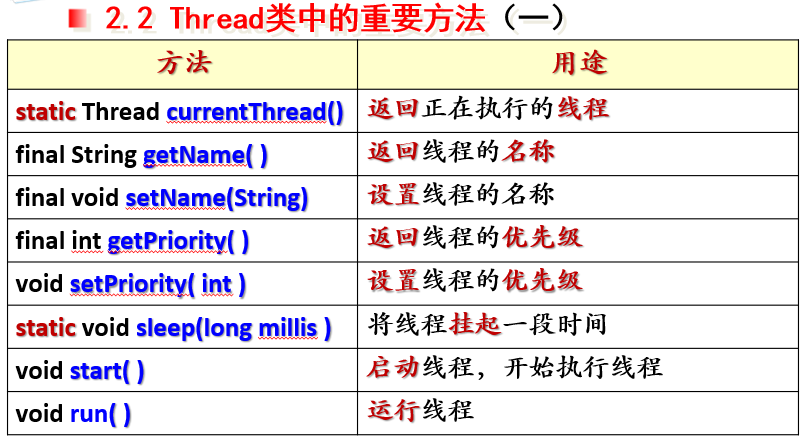 2.2 Thread类中的重要方法（一）
方法 用途
static Thread currentThread() 返回正在执行的线程
final String getName( ) 返回线程的名称
final void setName(String) 设置线程的名称
final int getPriority( ) 返回线程的优先级
void setPriority( int ) 设置线程的优先级
static void sleep(long millis ) 将线程挂起一段时间
void start( ) 启动线程，开始执行线程
void run( ) 运行线程